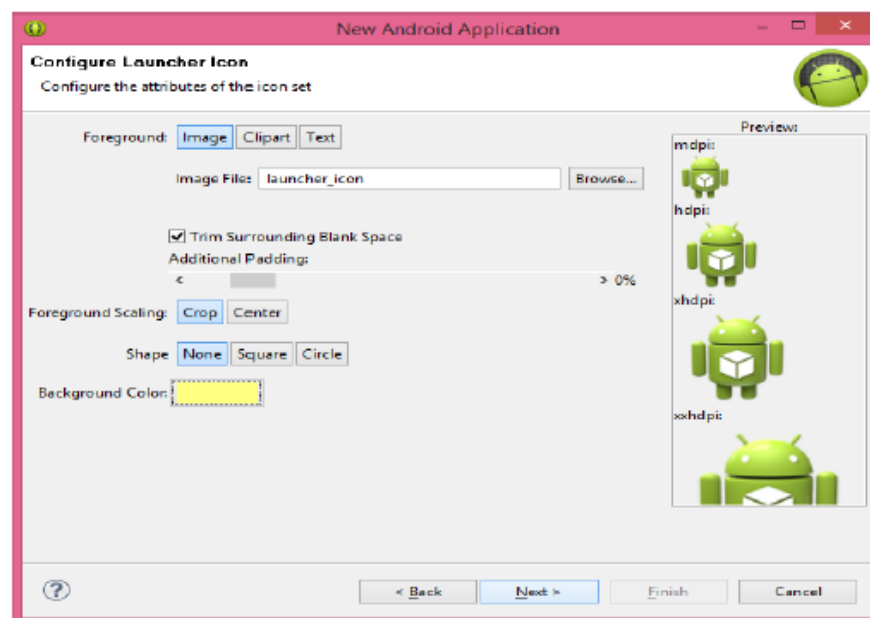 New Android Application
Configure Launcher Icon
Configure the attributes of the icon set
Foreground: Image Clipart Text
Image File: launcher_icon Browse...
Trim Surrounding Blank Space
Additional Padding:
< > 0%
Foreground Scaling: Crop Center
Shape None Square Circle
Background Color:
Preview:
mdpi:
hdpi:
xhdpi:
xxhdpi:
? < Back Next > Finish Cancel